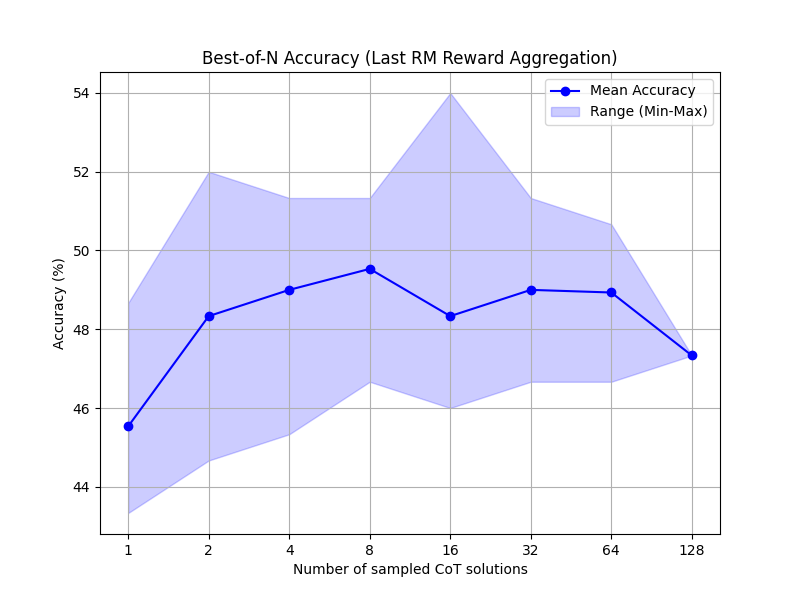 Best-of-N Accuracy (Last RM Reward Aggregation)
Mean Accuracy
Range (Min-Max)
Accuracy (%)
54
52
50
48
46
44
1 2 4 8 16 32 64 128
Number of sampled CoT solutions